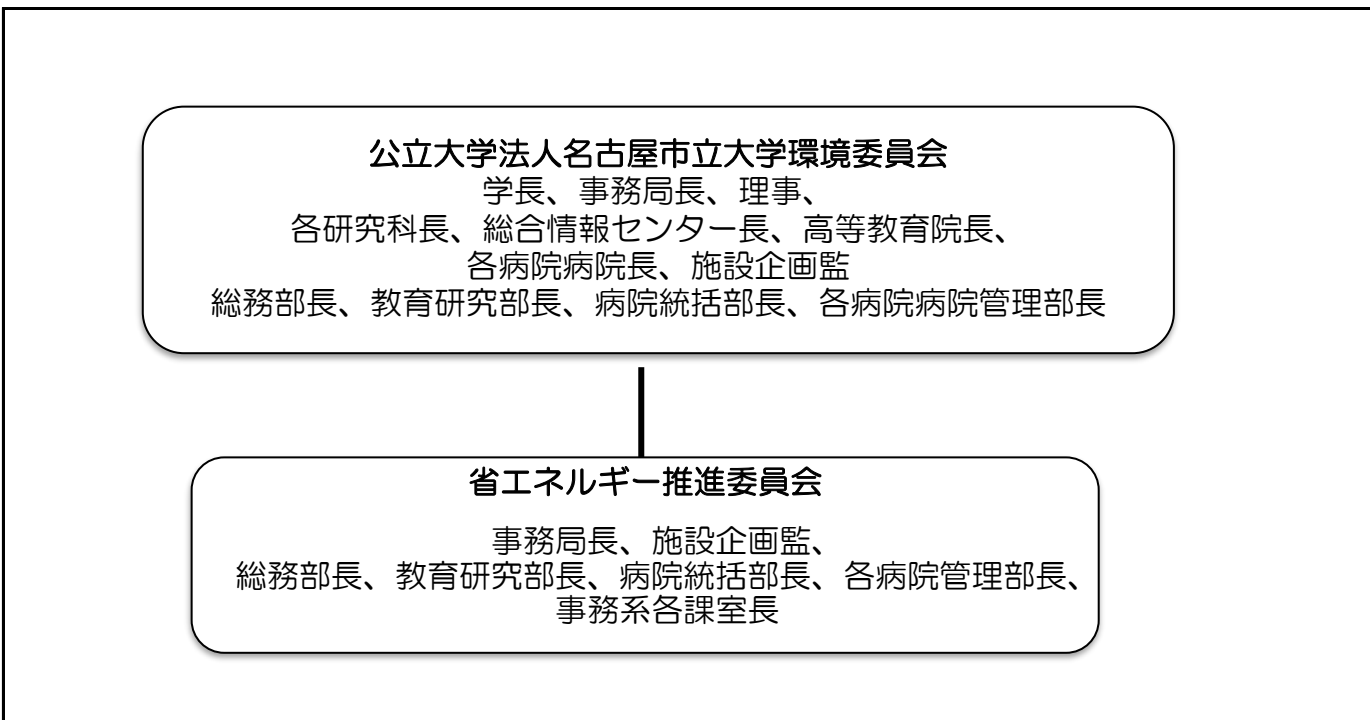 公立大学法人名古屋市立大学環境委員会
学長、事務局長、理事、
各研究科長、総合情報センター長、高等教育院長、
各病院病院長、施設企画監
総務部長、教育研究部長、病院統括部長、各病院病院管理部長
省エネルギー推進委員会
事務局長、施設企画監、
総務部長、教育研究部長、病院統括部長、各病院管理部長、
事務系各課室長